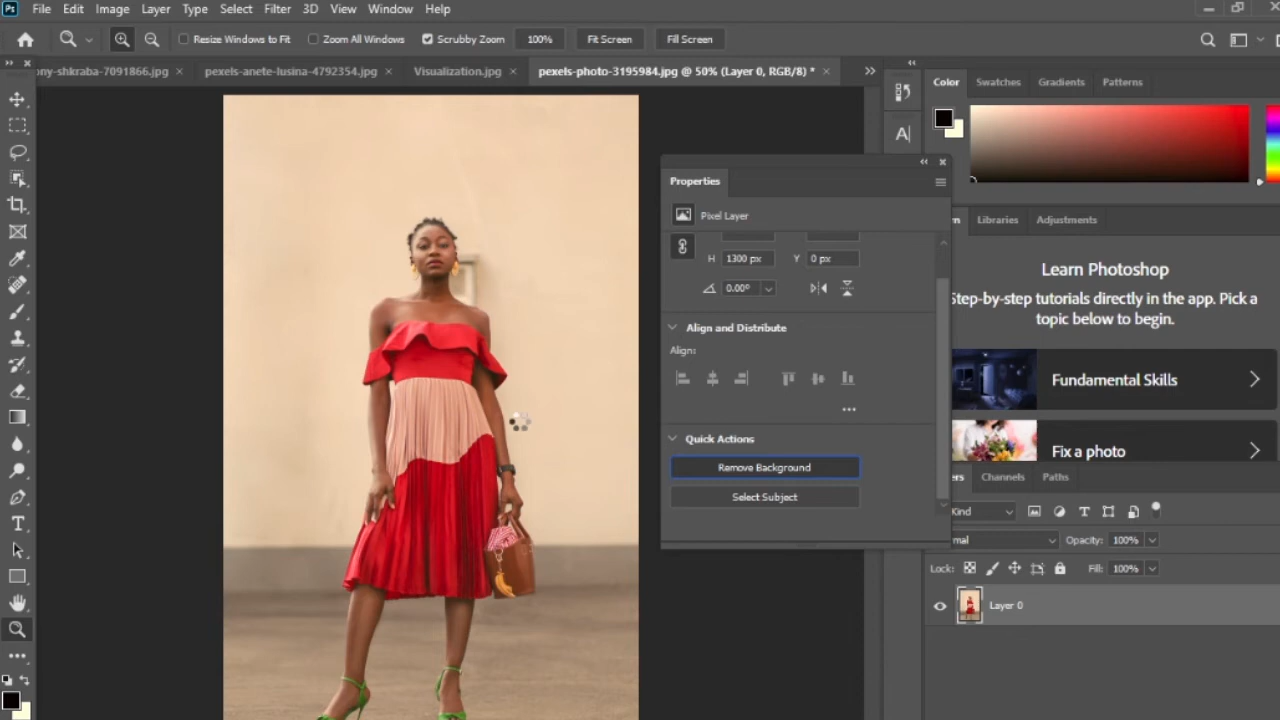 Ps File Edit Image Layer Type Select Filter 3D View Window Help
Resize Windows to Fit Zoom All Windows Scrubby Zoom 100% Fit Screen Fill Screen
ony-shkraba-7091866.jpg × pexels-anete-lusina-4792354.jpg × Visualization.jpg × pexels-photo-3195984.jpg @ 50% (Layer 0, RGB/8) * ×
Color Swatches Gradients Patterns
A|
Properties
Pixel Layer
H 1300 px Y 0 px
0.00°
Align and Distribute
Align:
Quick Actions
Remove Background
Select Subject
Libraries Adjustments
Learn Photoshop
Step-by-step tutorials directly in the app. Pick a
topic below to begin.
Fundamental Skills
Fix a photo
ers Channels Paths
Kind
mal Opacity: 100%
Lock: Fill: 100%
Layer 0
T